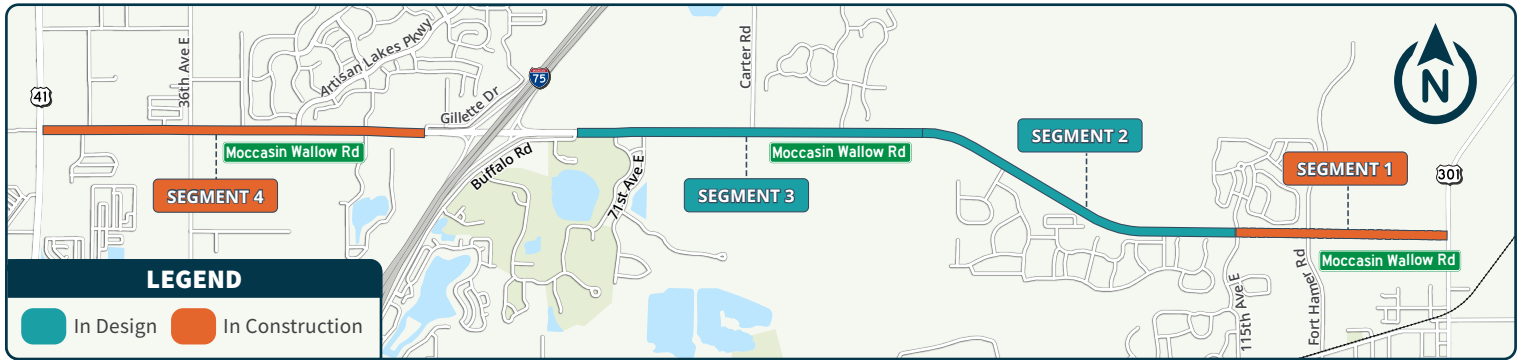 41
36th Ave E
Artisan Lakes Pkwy
Gillette Dr
75
Carter Rd
N
Moccasin Wallow Rd
SEGMENT 4
Buffalo Rd
71st Ave E
Moccasin Wallow Rd
SEGMENT 3
SEGMENT 2
SEGMENT 1
301
Moccasin Wallow Rd
115th Ave E
Fort Hamer Rd
LEGEND
In Design
In Construction